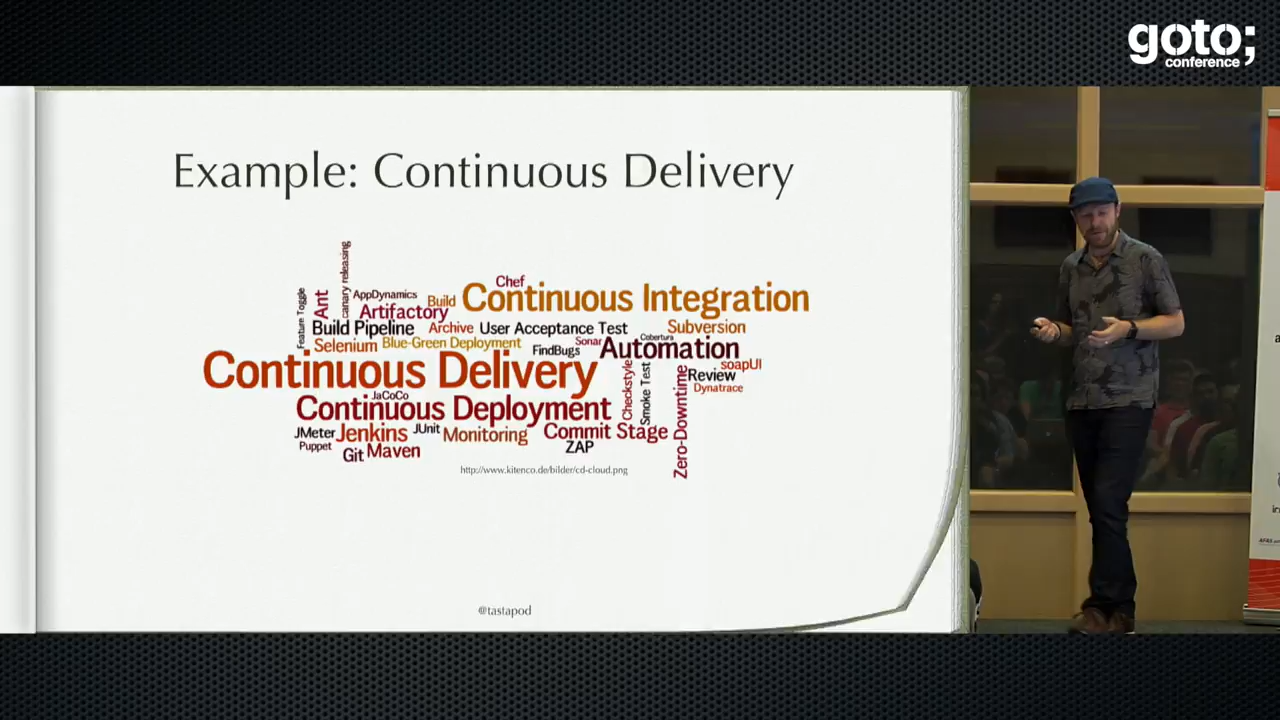 goto;
conference
Example: Continuous Delivery
canary releasing
Feature Toggle
Ant
AppDynamics
Chef
Build
Continuous Integration
Artifactory
Build Pipeline
Archive
User Acceptance Test
Subversion
Selenium
Blue-Green Deployment
FindBugs
Sonar
Cobertura
Automation
Continuous Delivery
Checkstyle
Smoke Test
Zero-Downtime
soapUI
Review
Dynatrace
JaCoCo
Continuous Deployment
JMeter
Jenkins
JUnit
Monitoring
Commit Stage
Puppet
Git
Maven
ZAP
http://www.kitenco.de/bilder/cd-cloud.png
@tastapod